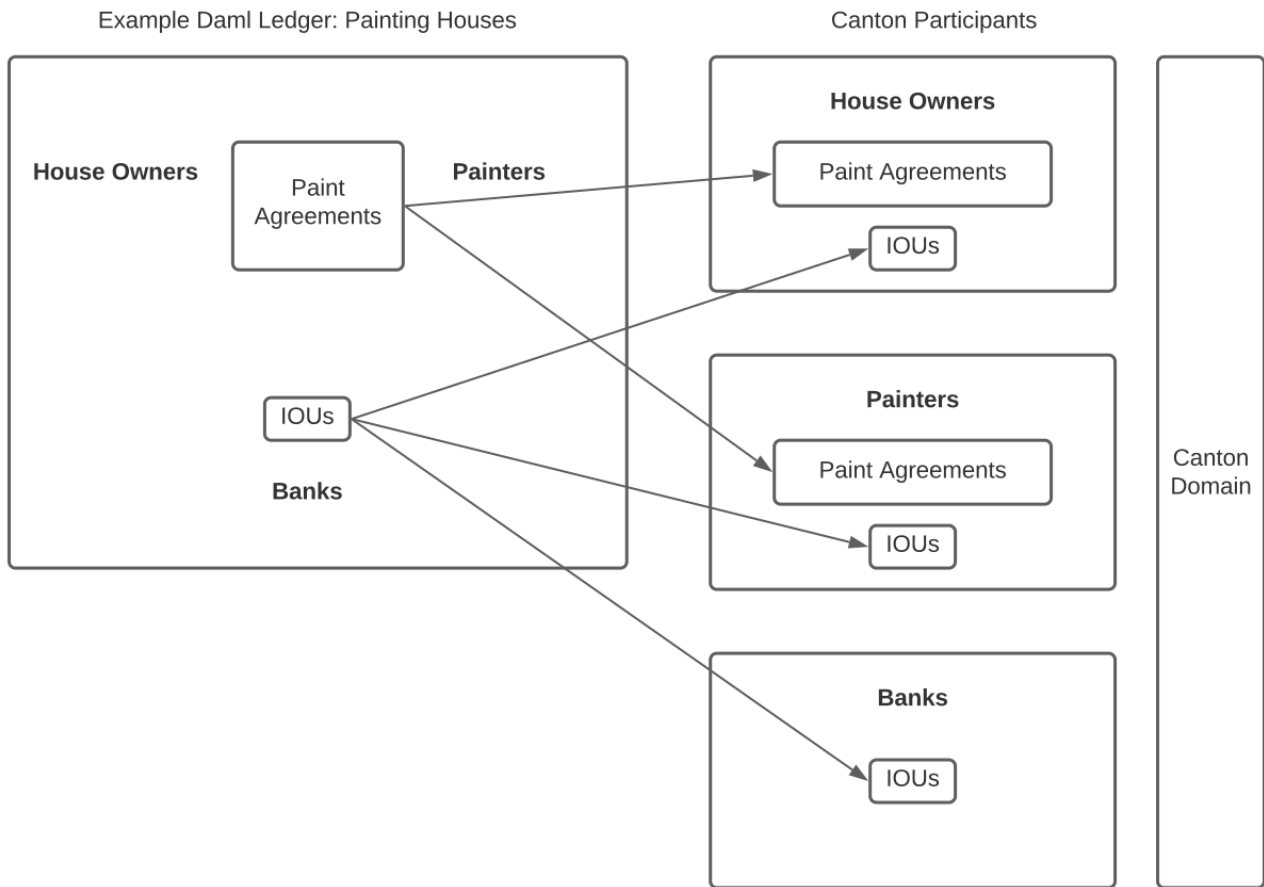 Example Daml Ledger: Painting Houses
House Owners
Paint
Agreements
Painters
IOUs
Banks
Canton Participants
House Owners
Paint Agreements
IOUs
Painters
Paint Agreements
IOUs
Banks
IOUs
Canton
Domain